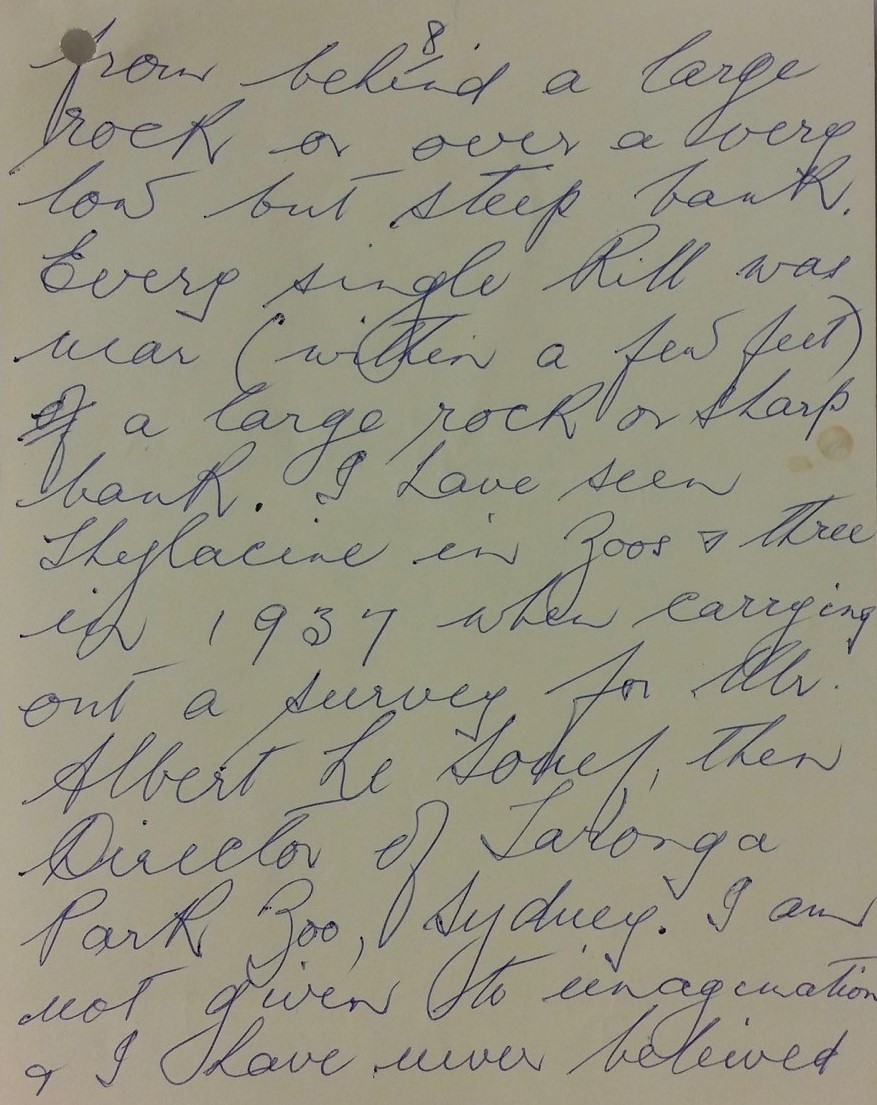 8.
from behind a large
rock or over a very
low but steep bank.
Every single kill was
near (within a few feet)
of a large rock or sharp
bank. I have seen
Thylacine in Zoos & three
in 1937 when carrying
out a survey for Mr.
Albert Le Souef, then
Director of Taronga
Park Zoo, Sydney. I am
not given to imagination
& I have never beleived